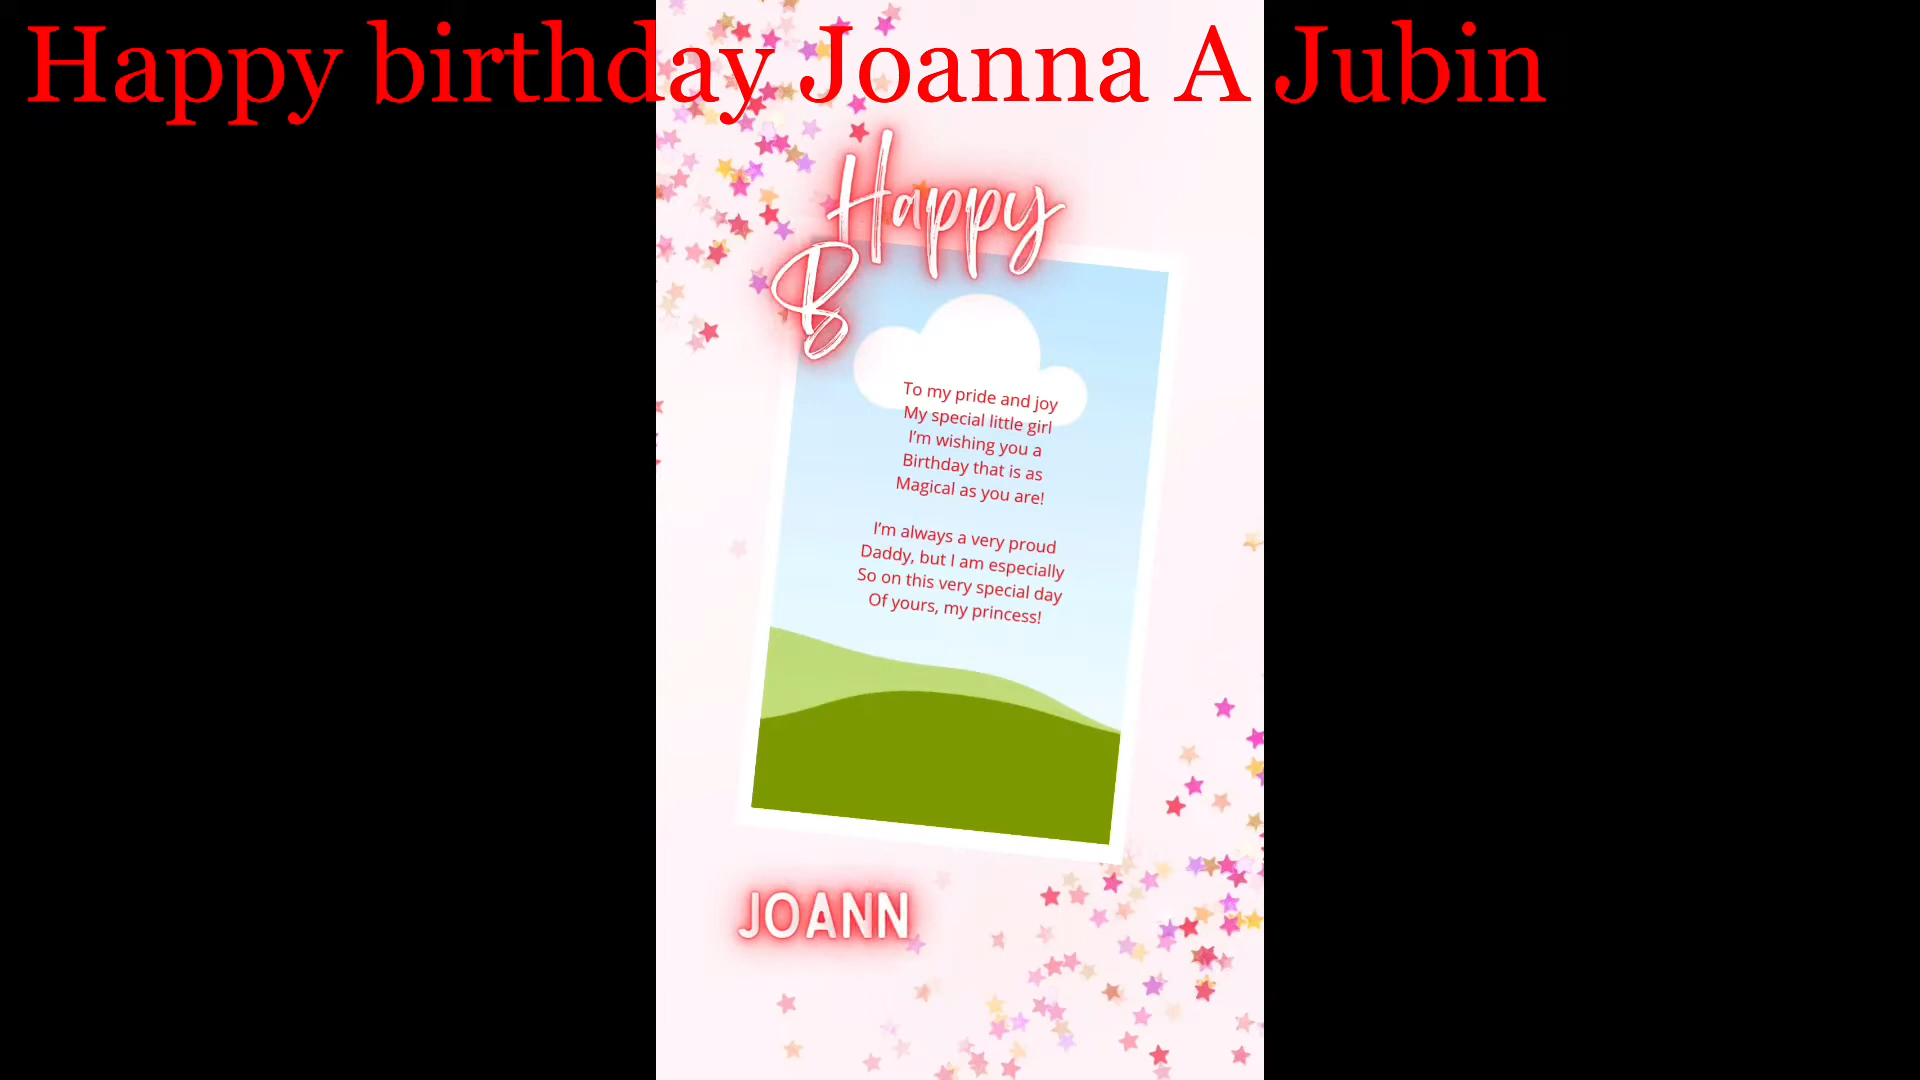 Happy birthday Joanna A Jubin
Happy
B
To my pride and joy
My special little girl
I'm wishing you a
Birthday that is as
Magical as you are!
I'm always a very proud
Daddy, but I am especially
So on this very special day
Of yours, my princess!
JOANN